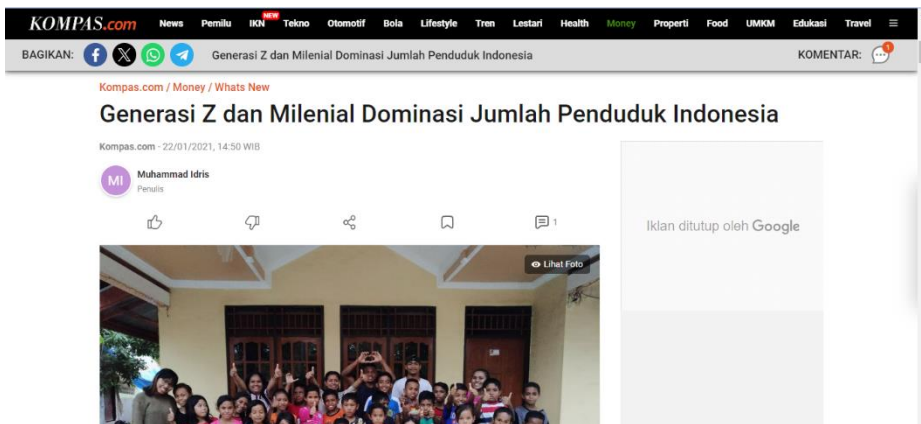 KOMPAS.com News Pemilu IKN NEW Tekno Otomotif Bola Lifestyle Tren Lestari Health Money Properti Food UMKM Edukasi Travel
BAGIKAN: Generasi Z dan Milenial Dominasi Jumlah Penduduk Indonesia KOMENTAR: 1
Kompas.com / Money / Whats New
Generasi Z dan Milenial Dominasi Jumlah Penduduk Indonesia
Kompas.com - 22/01/2021, 14:50 WIB
MI
Muhammad Idris
Penulis
1
Iklan ditutup oleh Google
Lihat Foto